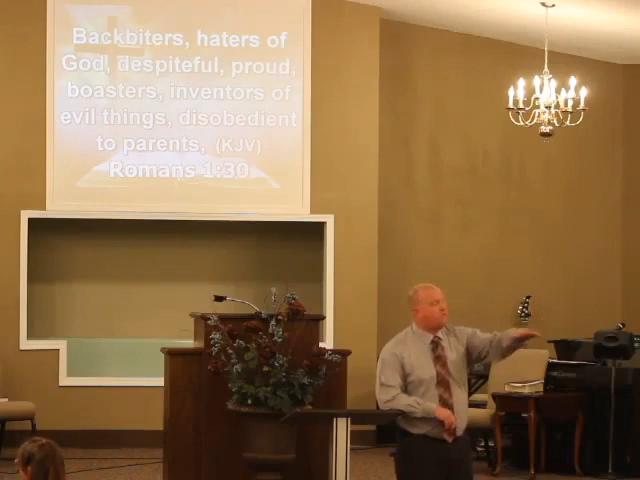 Backbiters, haters of
God, despiteful, proud,
boasters, inventors of
evil things, disobedient
to parents, (KJV)
Romans 1:30